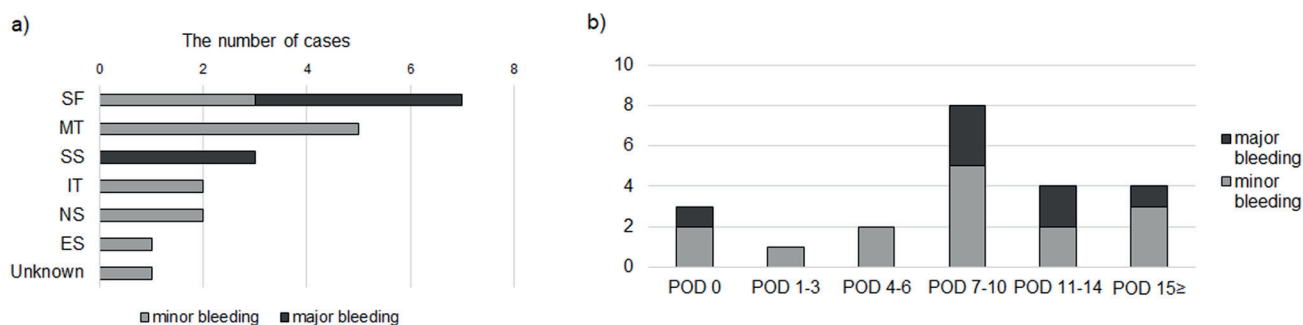 a)
The number of cases
0 2 4 6 8
SF
MT
SS
IT
NS
ES
Unknown
minor bleeding major bleeding
b)
10
8
6
4
2
0
POD 0 POD 1-3 POD 4-6 POD 7-10 POD 11-14 POD 15≥
major
bleeding
minor
bleeding